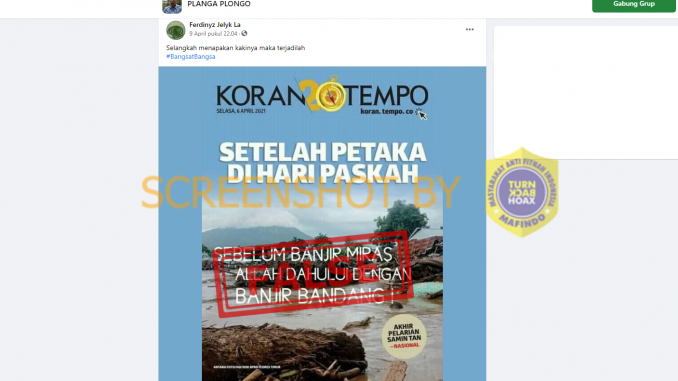 PLANGA PLONGO
Gabung Grup
Ferdinyz Jelyk La
9 April pukul 22.04
Selangkah menapakan kakinya maka terjadilah
#BangsatBangsa
KORAN 20 TEMPO
SELASA, 6 APRIL 2021
koran.tempo.co
SETELAH PETAKA
DI HARI PASKAH
SCREENSHOT BY
MASYARAKAT ANTI FITNAH INDONESIA
TURN
BACK
HOAX
MAFINDO
SEBELUM BANJIR MIRAS
ALLAH DAHULUI DENGAN
BANJIR BANDANG !
FALSE
AKHIR
PELARIAN
SAMIN TAN
–NASIONAL